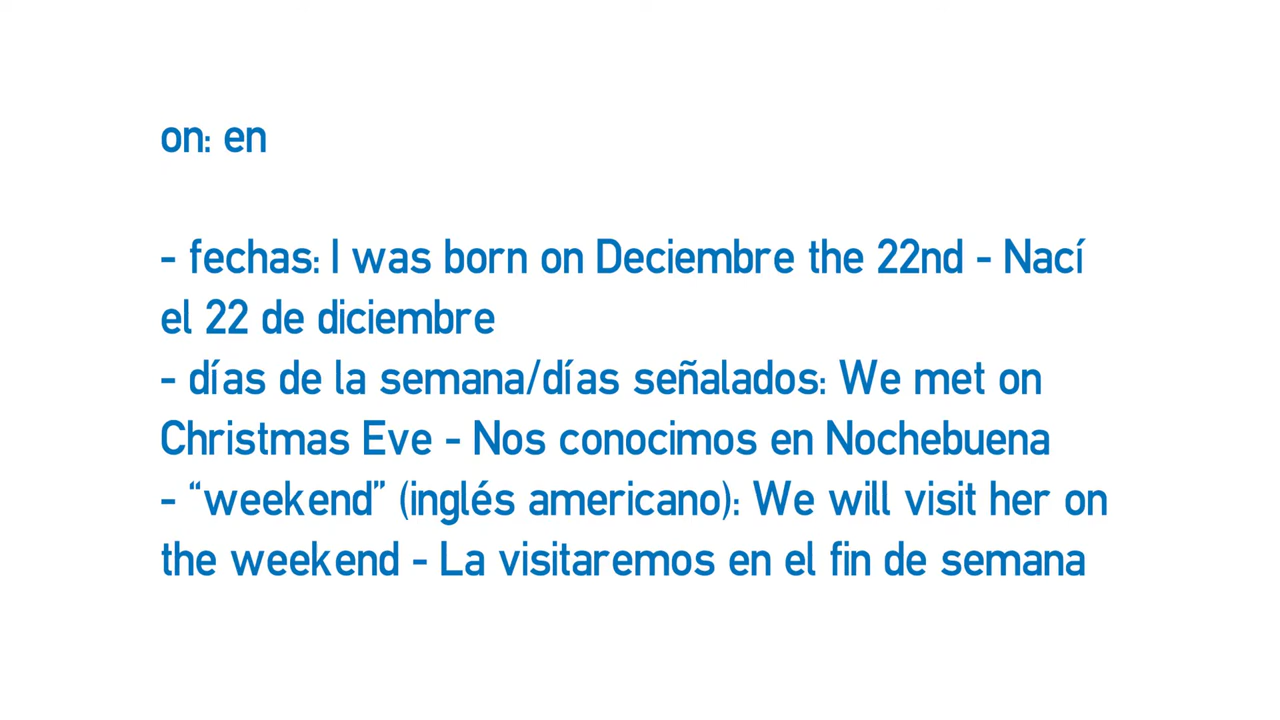 on: en
- fechas: I was born on Deciembre the 22nd - Nací
el 22 de diciembre
- días de la semana/días señalados: We met on
Christmas Eve - Nos conocimos en Nochebuena
- “weekend” (inglés americano): We will visit her on
the weekend - La visitaremos en el fin de semana